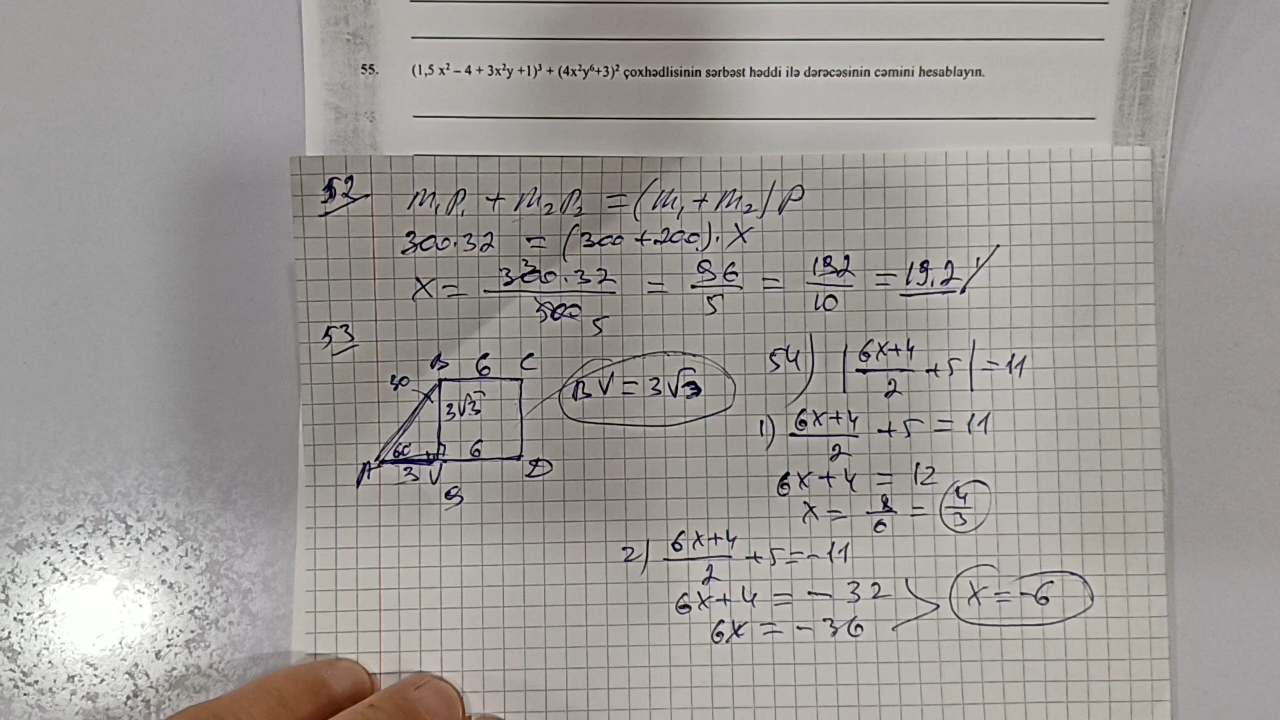 55. (1,5 x² – 4 + 3x²y +1)³ + (4x²y⁶+3)² çoxhədlisinin sərbəst həddi ilə dərəcəsinin cəmini hesablayın.
52 m₁P₁ + m₂P₂ = (m₁ + m₂) P
300·32 = (300 + 200)·X
X = 300·32 / 500 = 96/5 = 192/10 = 19,2%
53
B 6 C
30
3√3
60 6
A 3 V D
9
BV = 3√3
54) |(6x+4)/2 + 5| = 11
1) (6x+4)/2 + 5 = 11
6x + 4 = 12
x = 8/6 = 4/3
2) (6x+4)/2 + 5 = -11
6x + 4 = - 32
6x = - 36
x = -6